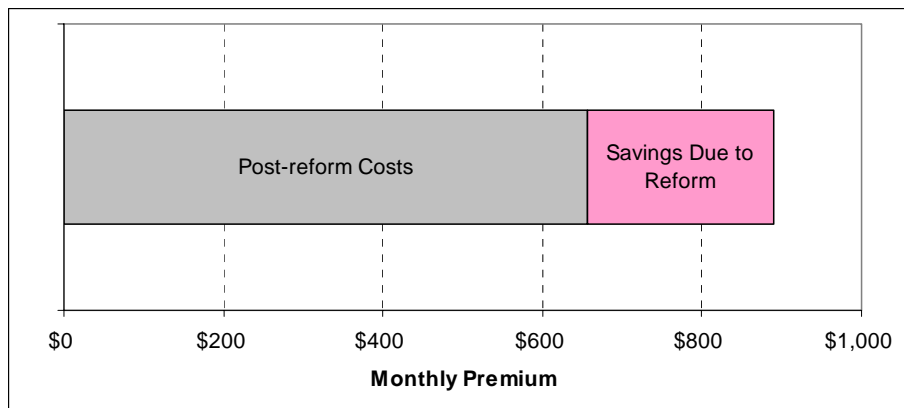 Post-reform Costs
Savings Due to
Reform
$0 $200 $400 $600 $800 $1,000
Monthly Premium